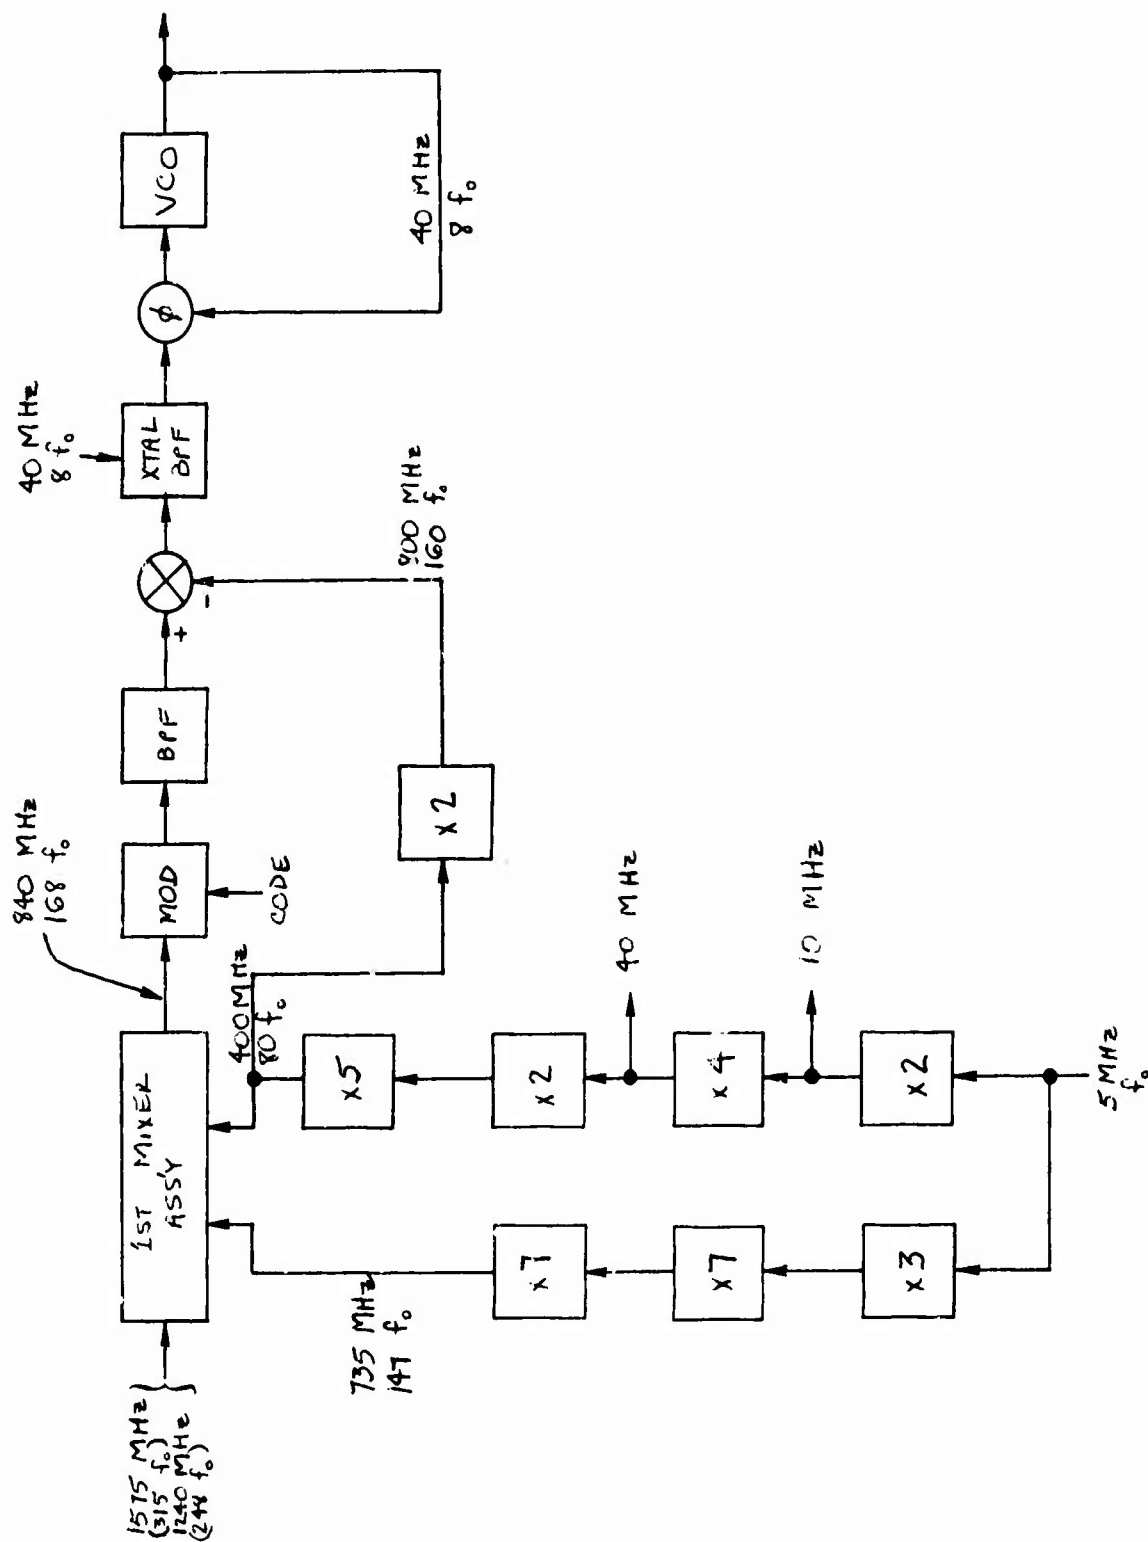 1575 MHz
(315 f₀)
1240 MHz
(248 f₀)
1ST MIXER
ASS'Y
840 MHz
168 f₀
MOD
CODE
BPF
+
-
XTAL
BPF
40 MHz
8 f₀
ϕ
VCO
40 MHz
8 f₀
800 MHz
160 f₀
x2
400 MHz
80 f₀
x5
x2
40 MHz
x4
10 MHz
x2
5 MHz
f₀
735 MHz
147 f₀
x7
x7
x3